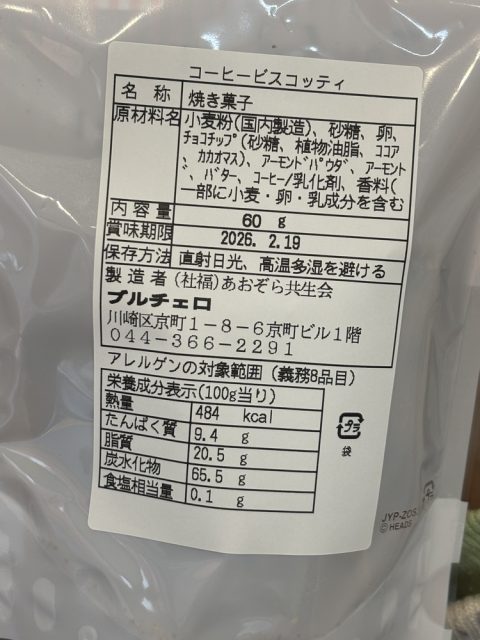 コーヒービスコッティ
名称 焼き菓子
原材料名 小麦粉(国内製造)、砂糖、卵、
チョコチップ(砂糖、植物油脂、ココア
、カカオマス)、アーモンドパウダ、アーモンド
、バター、コーヒー/乳化剤、香料(
一部に小麦・卵・乳成分を含む
内容量 60 g
賞味期限 2026. 2.19
保存方法 直射日光、高温多湿を避ける
製造者 (社福)あおぞら共生会
プルチェロ
川崎区京町1-8-6京町ビル1階
044-366-2291
アレルゲンの対象範囲(義務8品目)
栄養成分表示(100g当り)
熱量 484 kcal
たんぱく質 9.4 g
脂質 20.5 g
炭水化物 65.5 g
食塩相当量 0.1 g
プラ
袋
JYP-ZOS
© HEADS